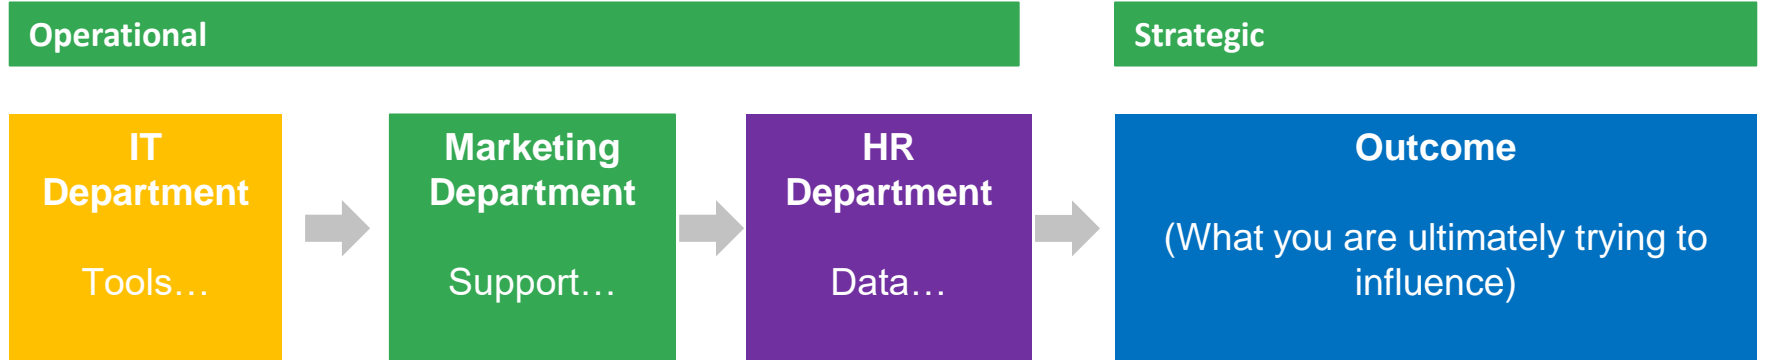 Operational
Strategic
IT
Department
Tools…
Marketing
Department
Support…
HR
Department
Data…
Outcome
(What you are ultimately trying to
influence)